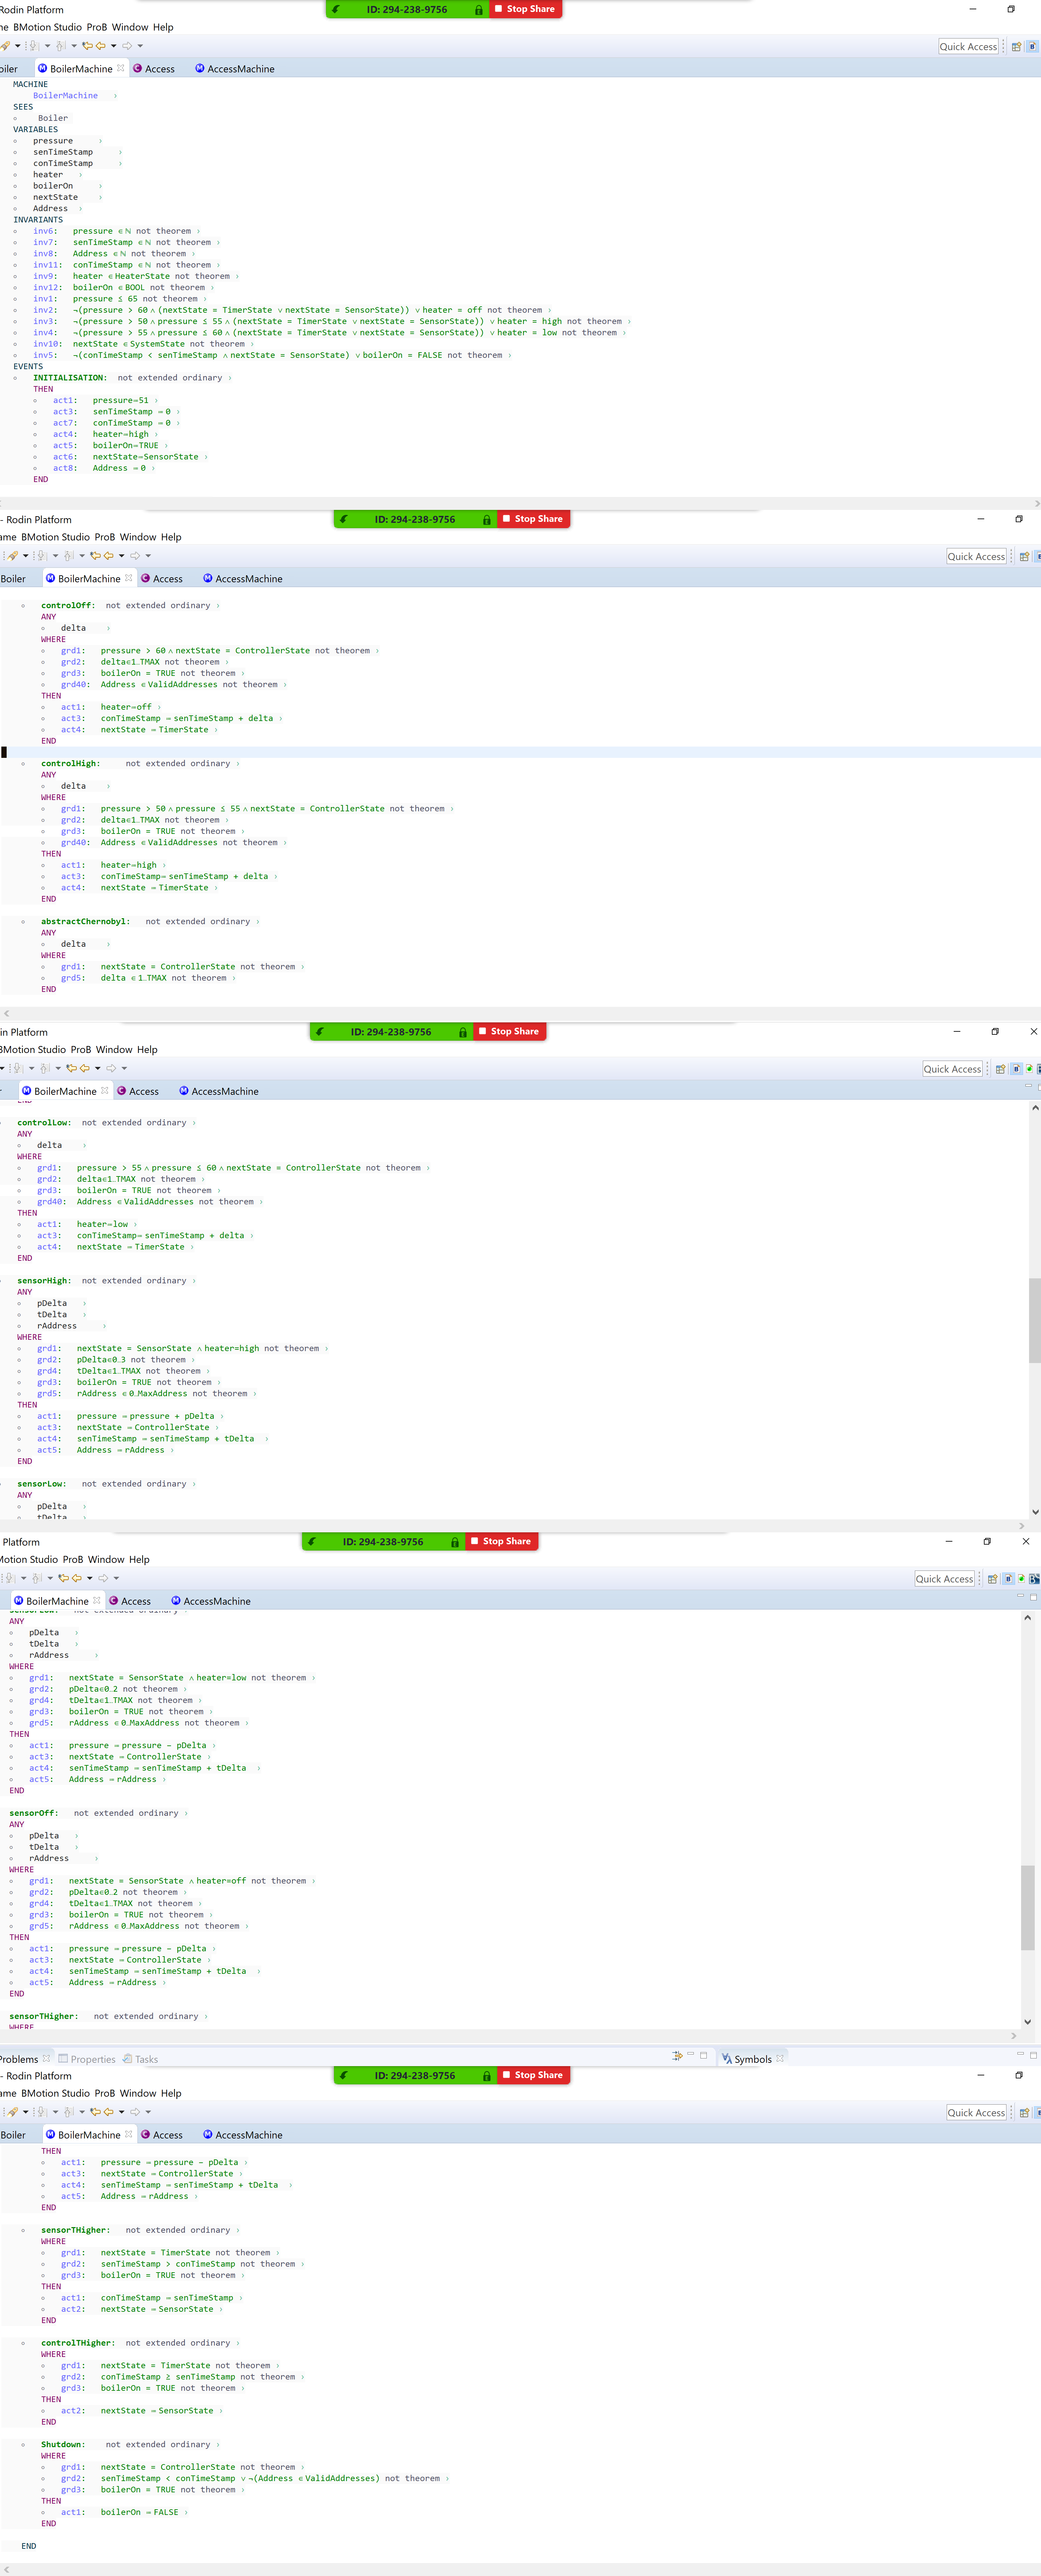 Rodin Platform
ID: 294-238-9756 Stop Share
me BMotion Studio ProB Window Help
Quick Access
oiler BoilerMachine Access AccessMachine
MACHINE
BoilerMachine
SEES
Boiler
VARIABLES
pressure
senTimeStamp
conTimeStamp
heater
boilerOn
nextState
Address
INVARIANTS
inv6: pressure ∈ ℕ not theorem
inv7: senTimeStamp ∈ ℕ not theorem
inv8: Address ∈ ℕ not theorem
inv11: conTimeStamp ∈ ℕ not theorem
inv9: heater ∈ HeaterState not theorem
inv12: boilerOn ∈ BOOL not theorem
inv1: pressure ≤ 65 not theorem
inv2: ¬(pressure > 60 ∧ (nextState = TimerState ∨ nextState = SensorState)) ∨ heater = off not theorem
inv3: ¬(pressure > 50 ∧ pressure ≤ 55 ∧ (nextState = TimerState ∨ nextState = SensorState)) ∨ heater = high not theorem
inv4: ¬(pressure > 55 ∧ pressure ≤ 60 ∧ (nextState = TimerState ∨ nextState = SensorState)) ∨ heater = low not theorem
inv10: nextState ∈ SystemState not theorem
inv5: ¬(conTimeStamp < senTimeStamp ∧ nextState = SensorState) ∨ boilerOn = FALSE not theorem
EVENTS
INITIALISATION: not extended ordinary
THEN
act1: pressure≔51
act3: senTimeStamp ≔ 0
act7: conTimeStamp ≔ 0
act4: heater≔high
act5: boilerOn≔TRUE
act6: nextState≔SensorState
act8: Address ≔ 0
END
- Rodin Platform
ID: 294-238-9756 Stop Share
ame BMotion Studio ProB Window Help
Quick Access
Boiler BoilerMachine Access AccessMachine
controlOff: not extended ordinary
ANY
delta
WHERE
grd1: pressure > 60 ∧ nextState = ControllerState not theorem
grd2: delta∈1‥TMAX not theorem
grd3: boilerOn = TRUE not theorem
grd40: Address ∈ ValidAddresses not theorem
THEN
act1: heater≔off
act3: conTimeStamp ≔ senTimeStamp + delta
act4: nextState ≔ TimerState
END
controlHigh: not extended ordinary
ANY
delta
WHERE
grd1: pressure > 50 ∧ pressure ≤ 55 ∧ nextState = ControllerState not theorem
grd2: delta∈1‥TMAX not theorem
grd3: boilerOn = TRUE not theorem
grd40: Address ∈ ValidAddresses not theorem
THEN
act1: heater≔high
act3: conTimeStamp≔ senTimeStamp + delta
act4: nextState ≔ TimerState
END
abstractChernobyl: not extended ordinary
ANY
delta
WHERE
grd1: nextState = ControllerState not theorem
grd5: delta ∈ 1‥TMAX not theorem
END
in Platform
ID: 294-238-9756 Stop Share
BMotion Studio ProB Window Help
Quick Access
BoilerMachine Access AccessMachine
END
controlLow: not extended ordinary
ANY
delta
WHERE
grd1: pressure > 55 ∧ pressure ≤ 60 ∧ nextState = ControllerState not theorem
grd2: delta∈1‥TMAX not theorem
grd3: boilerOn = TRUE not theorem
grd40: Address ∈ ValidAddresses not theorem
THEN
act1: heater≔low
act3: conTimeStamp≔ senTimeStamp + delta
act4: nextState ≔ TimerState
END
sensorHigh: not extended ordinary
ANY
pDelta
tDelta
rAddress
WHERE
grd1: nextState = SensorState ∧ heater=high not theorem
grd2: pDelta∈0‥3 not theorem
grd4: tDelta∈1‥TMAX not theorem
grd3: boilerOn = TRUE not theorem
grd5: rAddress ∈ 0‥MaxAddress not theorem
THEN
act1: pressure ≔ pressure + pDelta
act3: nextState ≔ ControllerState
act4: senTimeStamp ≔ senTimeStamp + tDelta
act5: Address ≔ rAddress
END
sensorLow: not extended ordinary
ANY
pDelta
tDelta
Platform
ID: 294-238-9756 Stop Share
Motion Studio ProB Window Help
Quick Access
BoilerMachine Access AccessMachine
sensorLow: not extended ordinary
ANY
pDelta
tDelta
rAddress
WHERE
grd1: nextState = SensorState ∧ heater=low not theorem
grd2: pDelta∈0‥2 not theorem
grd4: tDelta∈1‥TMAX not theorem
grd3: boilerOn = TRUE not theorem
grd5: rAddress ∈ 0‥MaxAddress not theorem
THEN
act1: pressure ≔ pressure − pDelta
act3: nextState ≔ ControllerState
act4: senTimeStamp ≔ senTimeStamp + tDelta
act5: Address ≔ rAddress
END
sensorOff: not extended ordinary
ANY
pDelta
tDelta
rAddress
WHERE
grd1: nextState = SensorState ∧ heater=off not theorem
grd2: pDelta∈0‥2 not theorem
grd4: tDelta∈1‥TMAX not theorem
grd3: boilerOn = TRUE not theorem
grd5: rAddress ∈ 0‥MaxAddress not theorem
THEN
act1: pressure ≔ pressure − pDelta
act3: nextState ≔ ControllerState
act4: senTimeStamp ≔ senTimeStamp + tDelta
act5: Address ≔ rAddress
END
sensorTHigher: not extended ordinary
WHERE
Problems Properties Tasks Symbols
- Rodin Platform
ID: 294-238-9756 Stop Share
ame BMotion Studio ProB Window Help
Quick Access
Boiler BoilerMachine Access AccessMachine
THEN
act1: pressure ≔ pressure − pDelta
act3: nextState ≔ ControllerState
act4: senTimeStamp ≔ senTimeStamp + tDelta
act5: Address ≔ rAddress
END
sensorTHigher: not extended ordinary
WHERE
grd1: nextState = TimerState not theorem
grd2: senTimeStamp > conTimeStamp not theorem
grd3: boilerOn = TRUE not theorem
THEN
act1: conTimeStamp ≔ senTimeStamp
act2: nextState ≔ SensorState
END
controlTHigher: not extended ordinary
WHERE
grd1: nextState = TimerState not theorem
grd2: conTimeStamp ≥ senTimeStamp not theorem
grd3: boilerOn = TRUE not theorem
THEN
act2: nextState ≔ SensorState
END
Shutdown: not extended ordinary
WHERE
grd1: nextState = ControllerState not theorem
grd2: senTimeStamp < conTimeStamp ∨ ¬(Address ∈ ValidAddresses) not theorem
grd3: boilerOn = TRUE not theorem
THEN
act1: boilerOn ≔ FALSE
END
END